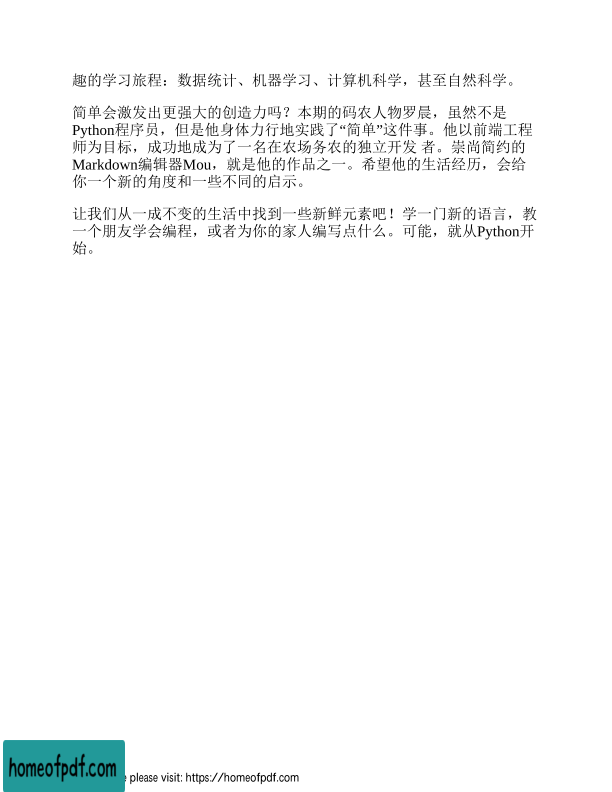 趣的学习旅程：数据统计、机器学习、计算机科学，甚至自然科学。
简单会激发出更强大的创造力吗？本期的码农人物罗晨，虽然不是
Python程序员，但是他身体力行地实践了“简单”这件事。他以前端工程
师为目标，成功地成为了一名在农场务农的独立开发 者。崇尚简约的
Markdown编辑器Mou，就是他的作品之一。希望他的生活经历，会给
你一个新的角度和一些不同的启示。
让我们从一成不变的生活中找到一些新鲜元素吧！学一门新的语言，教
一个朋友学会编程，或者为你的家人编写点什么。可能，就从Python开
始。
homeofpdf.com
please visit: https://homeofpdf.com